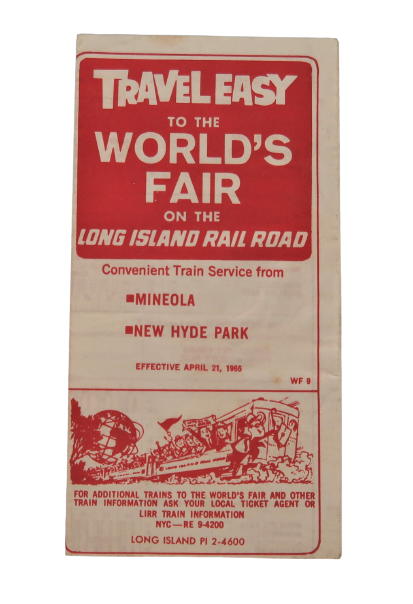 TRAVEL EASY
TO THE
WORLD'S
FAIR
ON THE
LONG ISLAND RAIL ROAD
Convenient Train Service from
■MINEOLA
■NEW HYDE PARK
EFFECTIVE APRIL 21, 1965
WF 9
FOR ADDITIONAL TRAINS TO THE WORLD'S FAIR AND OTHER
TRAIN INFORMATION ASK YOUR LOCAL TICKET AGENT OR
LIRR TRAIN INFORMATION
NYC—RE 9-4200
LONG ISLAND PI 2-4600